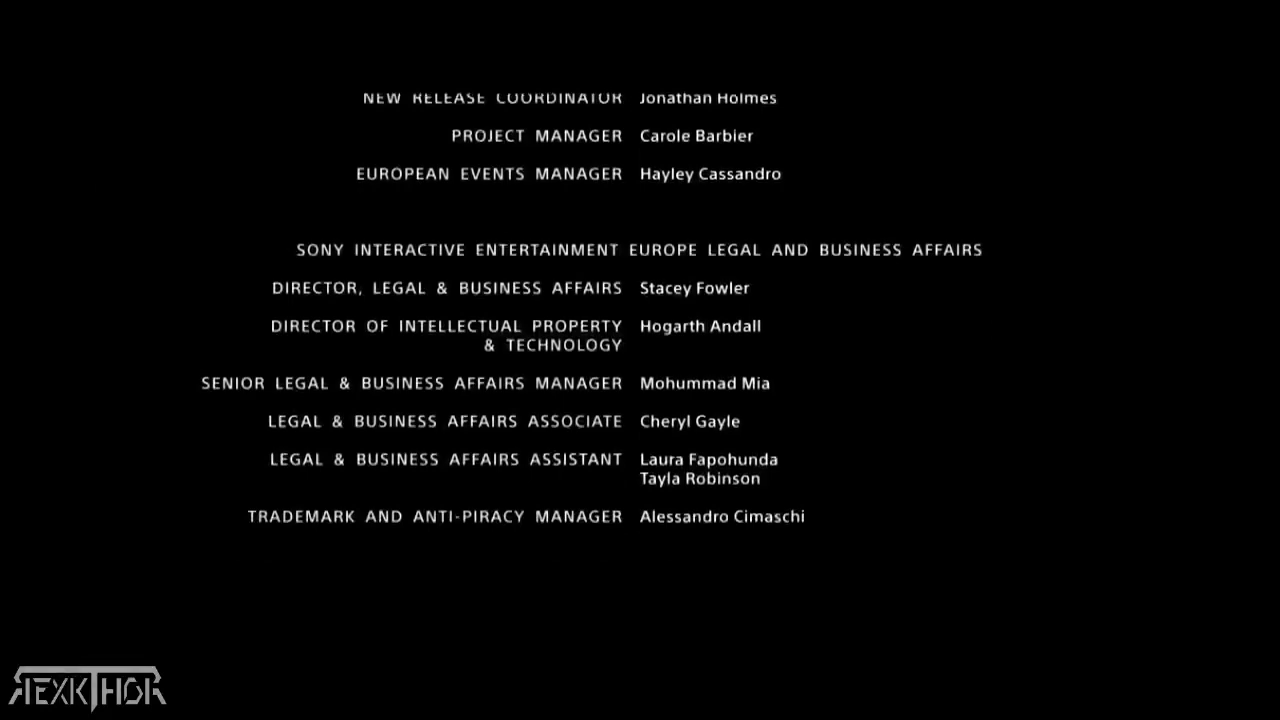 NEW RELEASE COORDINATOR Jonathan Holmes
PROJECT MANAGER Carole Barbier
EUROPEAN EVENTS MANAGER Hayley Cassandro
SONY INTERACTIVE ENTERTAINMENT EUROPE LEGAL AND BUSINESS AFFAIRS
DIRECTOR, LEGAL & BUSINESS AFFAIRS Stacey Fowler
DIRECTOR OF INTELLECTUAL PROPERTY Hogarth Andall
& TECHNOLOGY
SENIOR LEGAL & BUSINESS AFFAIRS MANAGER Mohummad Mia
LEGAL & BUSINESS AFFAIRS ASSOCIATE Cheryl Gayle
LEGAL & BUSINESS AFFAIRS ASSISTANT Laura Fapohunda
Tayla Robinson
TRADEMARK AND ANTI-PIRACY MANAGER Alessandro Cimaschi